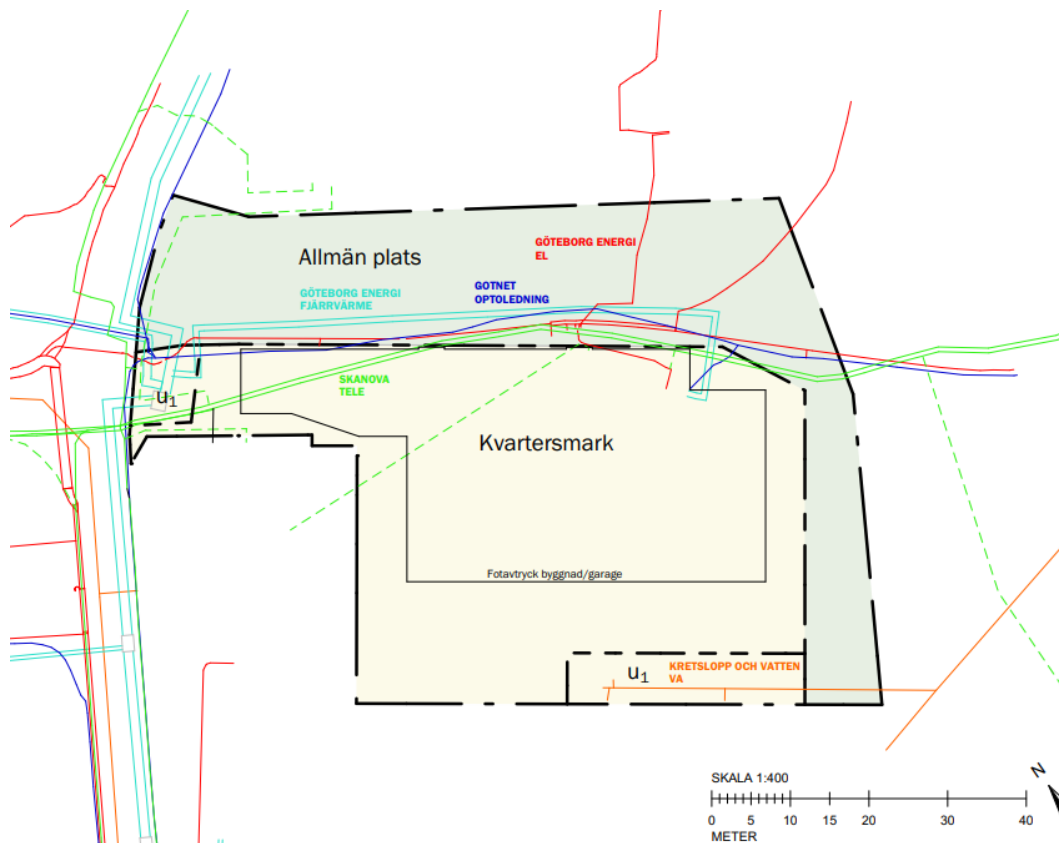 GÖTEBORG ENERGI
EL
Allmän plats
GÖTEBORG ENERGI
FJÄRRVÄRME
GOTNET
OPTOLEDNING
SKANOVA
TELE
u1
Kvartersmark
Fotavtryck byggnad/garage
u1
KRETSLOPP OCH VATTEN
VA
SKALA 1:400
N
0 5 10 15 20 30 40
METER